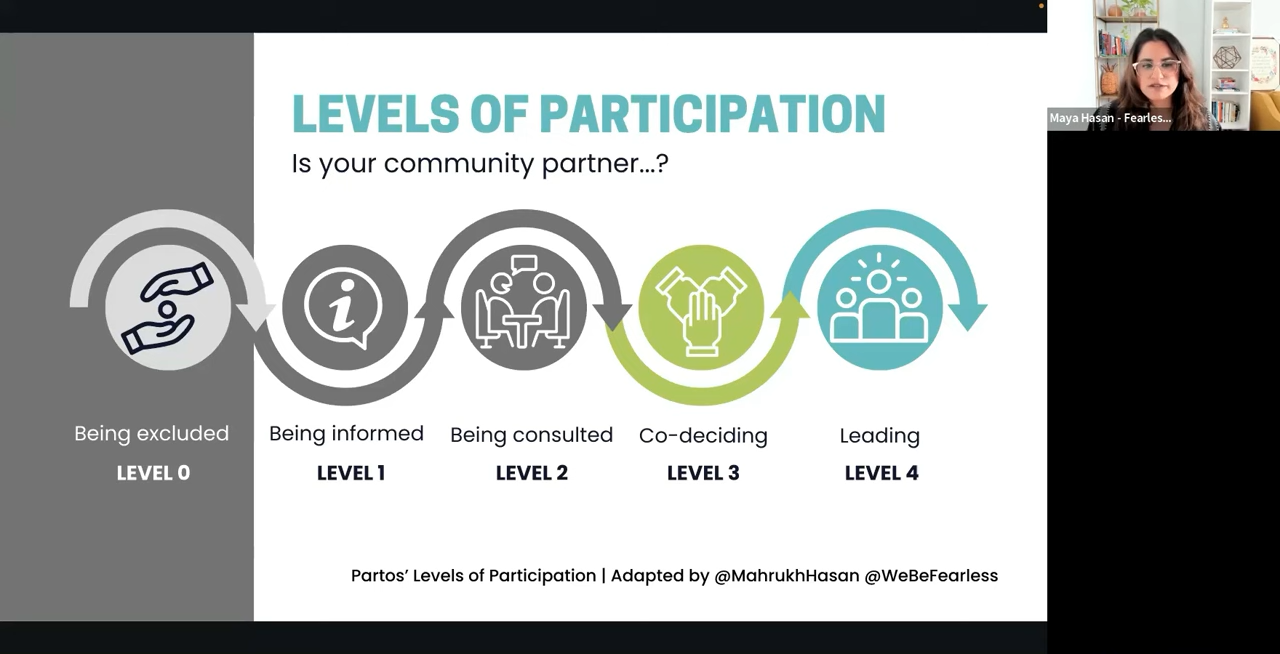 LEVELS OF PARTICIPATION
Is your community partner...?
i
Being excluded
LEVEL 0
Being informed
LEVEL 1
Being consulted
LEVEL 2
Co-deciding
LEVEL 3
Leading
LEVEL 4
Partos' Levels of Participation | Adapted by @MahrukhHasan @WeBeFearless
Maya Hasan - Fearles...